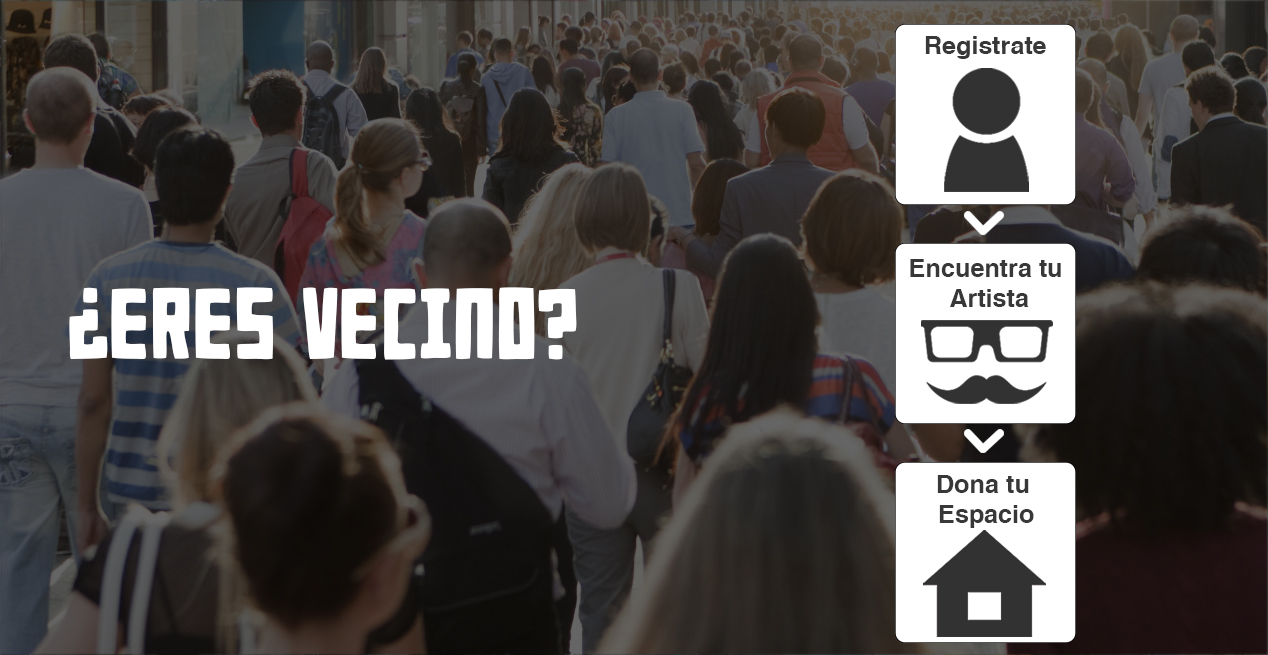 ¿ERES VECINO?
Registrate
Encuentra tu
Artista
Dona tu
Espacio